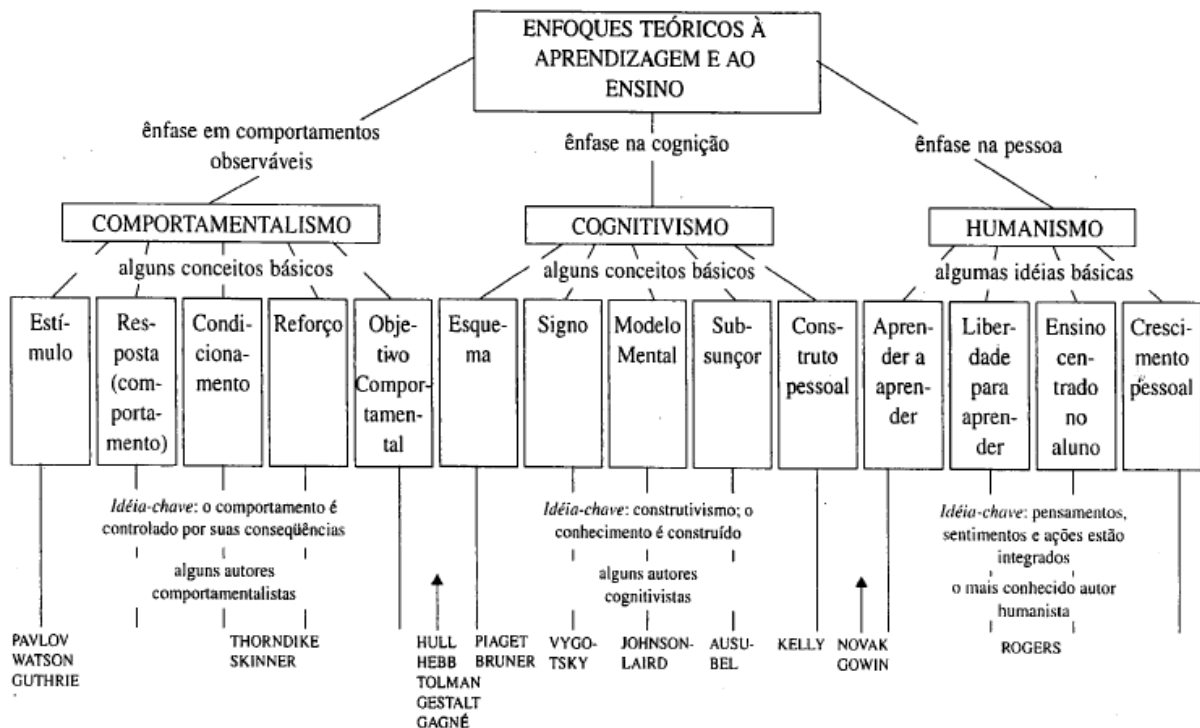 ENFOQUES TEÓRICOS À
APRENDIZAGEM E AO
ENSINO
ênfase em comportamentos
observáveis
ênfase na cognição
ênfase na pessoa
COMPORTAMENTALISMO
COGNITIVISMO
HUMANISMO
alguns conceitos básicos
alguns conceitos básicos
algumas idéias básicas
Estí-
mulo
Res-
posta
(com-
porta-
mento)
Condi-
ciona-
mento
Reforço
Obje-
tivo
Compor-
tamen-
tal
Esque-
ma
Signo
Modelo
Mental
Sub-
sunçor
Cons-
truto
pessoal
Apren-
der a
apren-
der
Liber-
dade
para
apren-
der
Ensino
cen-
trado
no
aluno
Cresci-
mento
pessoal
Idéia-chave: o comportamento é
controlado por suas conseqüências
alguns autores
comportamentalistas
Idéia-chave: construtivismo; o
conhecimento é construído
alguns autores
cognitivistas
Idéia-chave: pensamentos,
sentimentos e ações estão
integrados
o mais conhecido autor
humanista
PAVLOV
WATSON
GUTHRIE
THORNDIKE
SKINNER
HULL
HEBB
TOLMAN
GESTALT
GAGNÉ
PIAGET
BRUNER
VYGO-
TSKY
JOHNSON-
LAIRD
AUSU-
BEL
KELLY
NOVAK
GOWIN
ROGERS